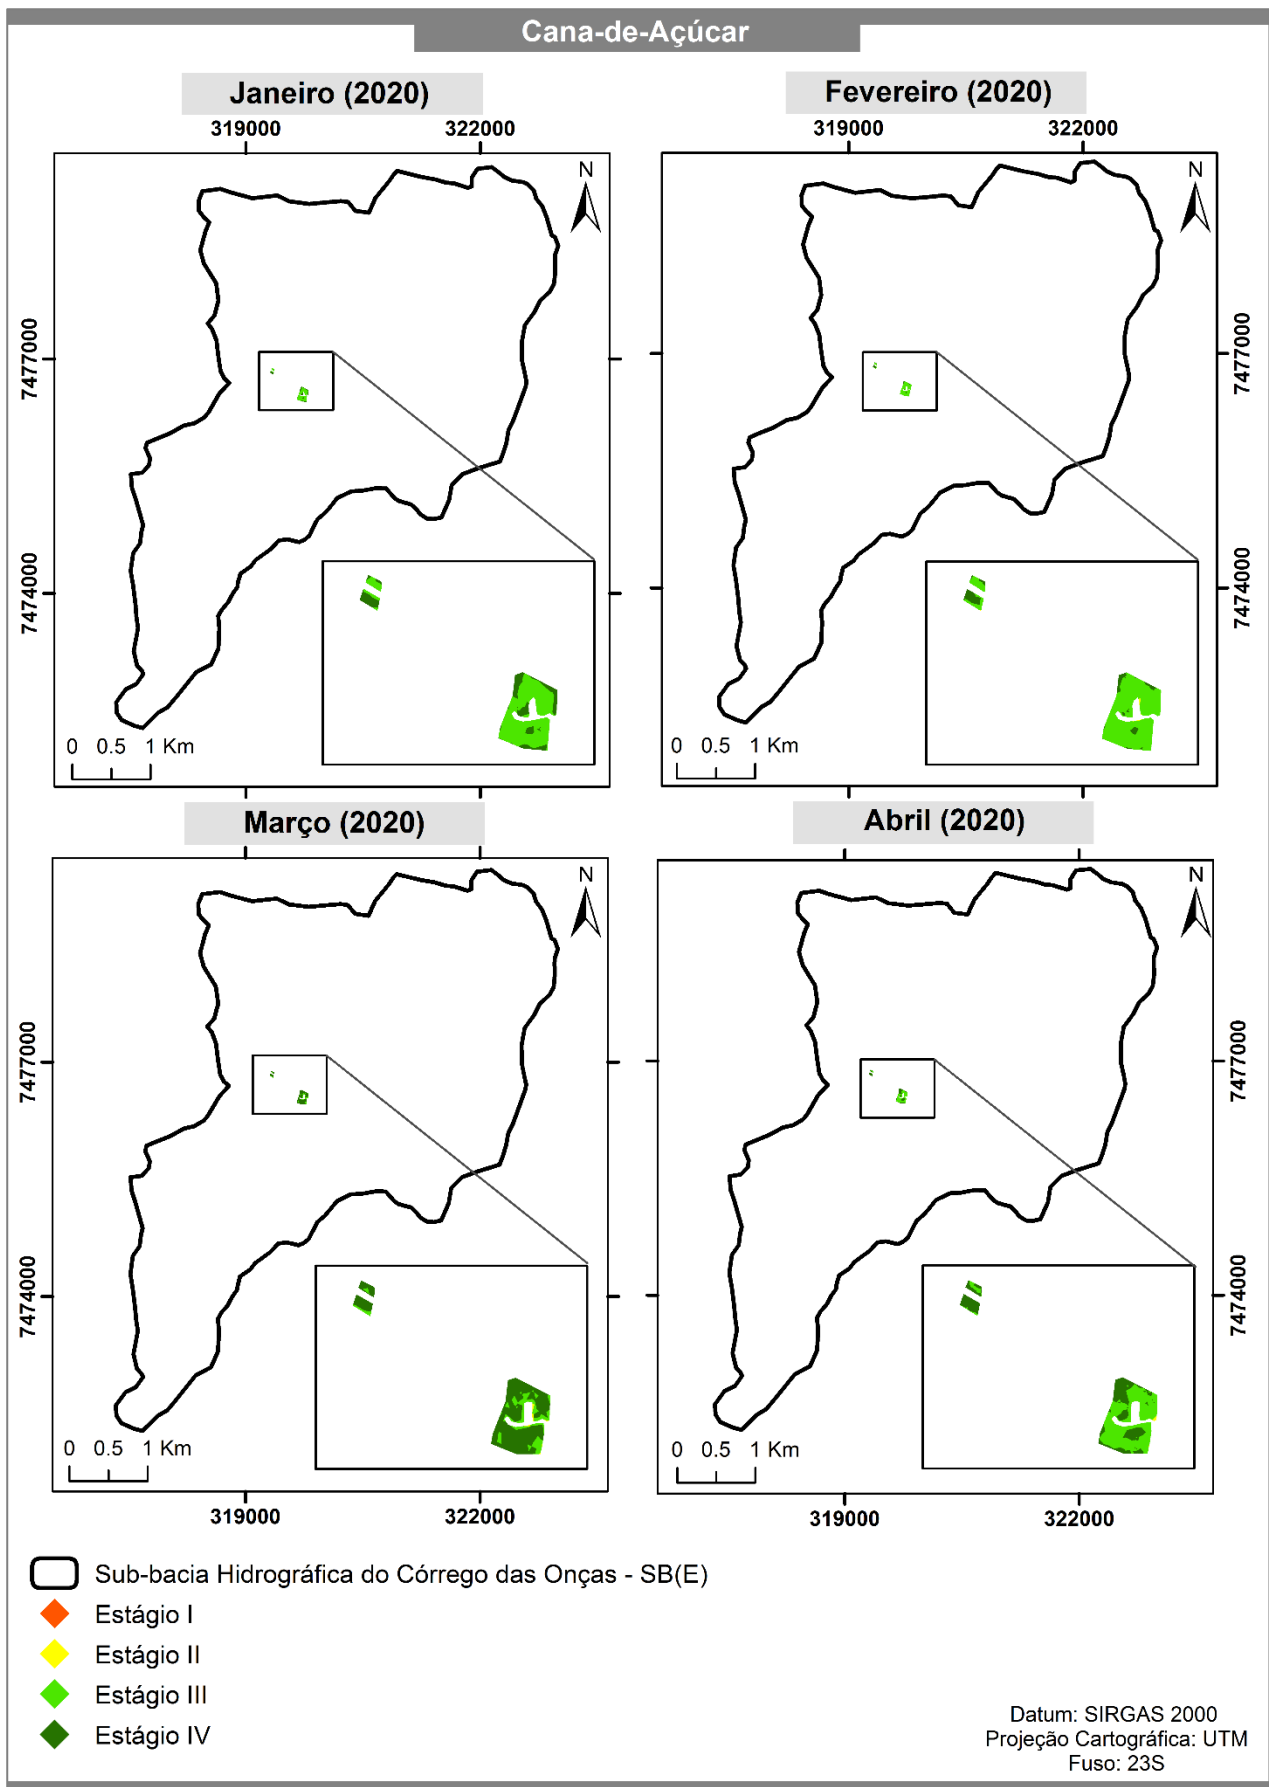 Cana-de-Açúcar
Janeiro (2020)
Fevereiro (2020)
319000
322000
319000
322000
N
N
7477000
7477000
7474000
7474000
0 0.5 1 Km
0 0.5 1 Km
Março (2020)
Abril (2020)
N
N
7477000
7477000
7474000
7474000
0 0.5 1 Km
0 0.5 1 Km
319000
322000
319000
322000
Sub-bacia Hidrográfica do Córrego das Onças - SB(E)
Estágio I
Estágio II
Estágio III
Estágio IV
Datum: SIRGAS 2000
Projeção Cartográfica: UTM
Fuso: 23S